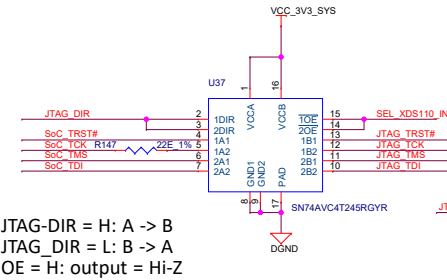 VCC_3V3_SYS
U37
1
16
VCCA
VCCB
JTAG_DIR
2
1DIR
1OE
15
SEL_XDS110_IN
3
2DIR
2OE
14
SoC_TRST#
4
1A1
1B1
13
JTAG_TRST#
SoC_TCK
R147
22E_1%
5
1A2
1B2
12
JTAG_TCK
SoC_TMS
6
2A1
2B1
11
JTAG_TMS
SoC_TDI
7
2A2
2B2
10
JTAG_TDI
GND1
GND2
PAD
8
9
17
SN74AVC4T245RGYR
DGND
JTAG-DIR = H: A -> B
JTAG_DIR = L: B -> A
OE = H: output = Hi-Z